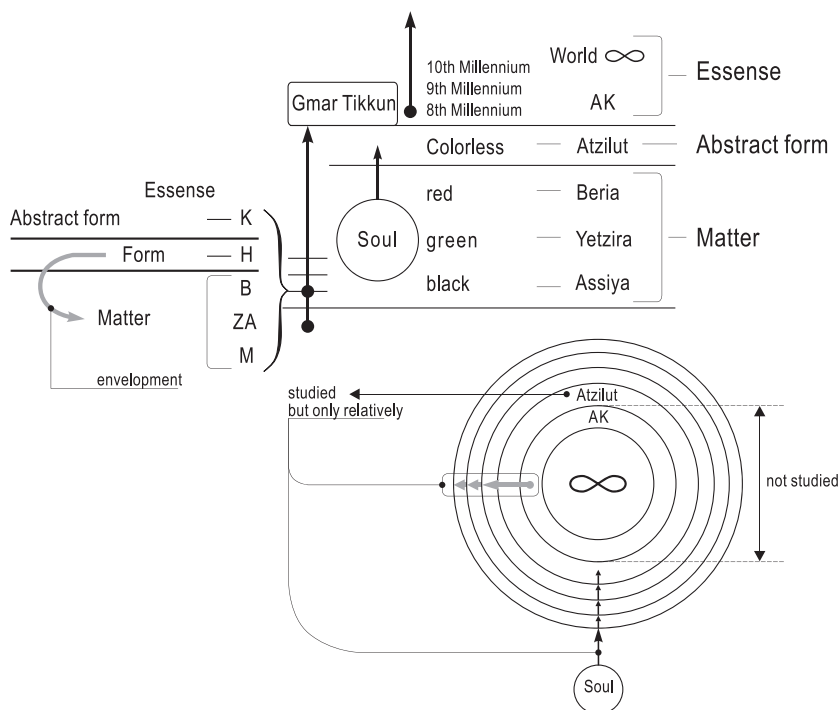 World ∞
Essense
10th Millennium
9th Millennium
8th Millennium
AK
Gmar Tikkun
Colorless — Atzilut — Abstract form
Essense
Abstract form — K
Form — H
B
Matter
ZA
M
envelopment
Soul
red — Beria
green — Yetzira — Matter
black — Assiya
studied
but only relatively
Atzilut
AK
∞
not studied
Soul